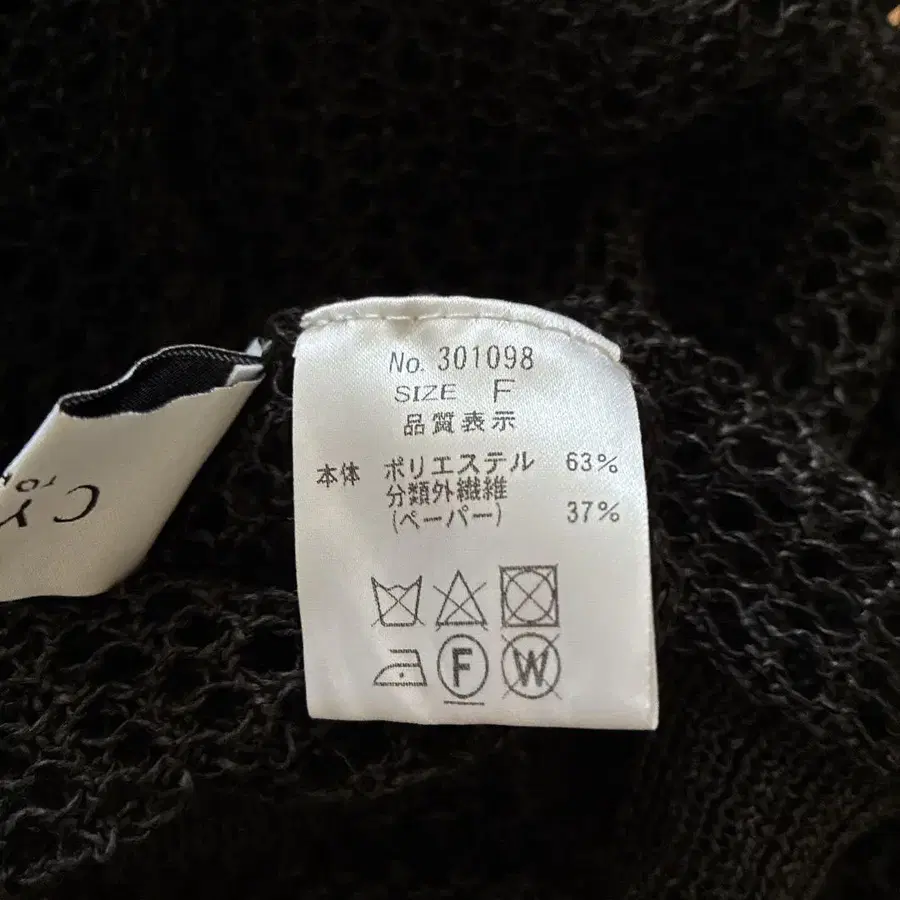 No. 301098
SIZE F
品質表示
本体 ポリエステル 63%
分類外繊維
(ペーパー) 37%
F W
CY